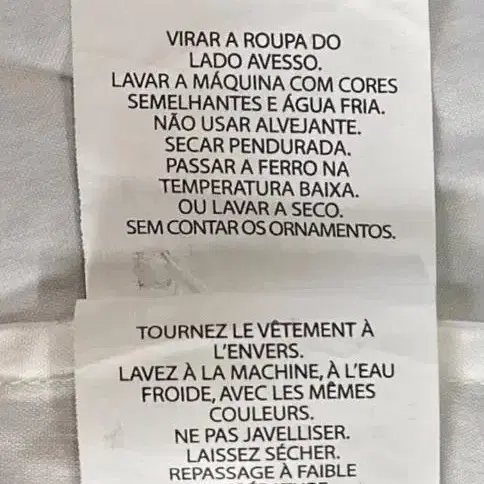 VIRAR A ROUPA DO
LADO AVESSO.
LAVAR A MÁQUINA COM CORES
SEMELHANTES E ÁGUA FRIA.
NÃO USAR ALVEJANTE.
SECAR PENDURADA.
PASSAR A FERRO NA
TEMPERATURA BAIXA.
OU LAVAR A SECO.
SEM CONTAR OS ORNAMENTOS.
TOURNEZ LE VÊTEMENT À
L'ENVERS.
LAVEZ À LA MACHINE, À L'EAU
FROIDE, AVEC LES MÊMES
COULEURS.
NE PAS JAVELLISER.
LAISSEZ SÉCHER.
REPASSAGE À FAIBLE